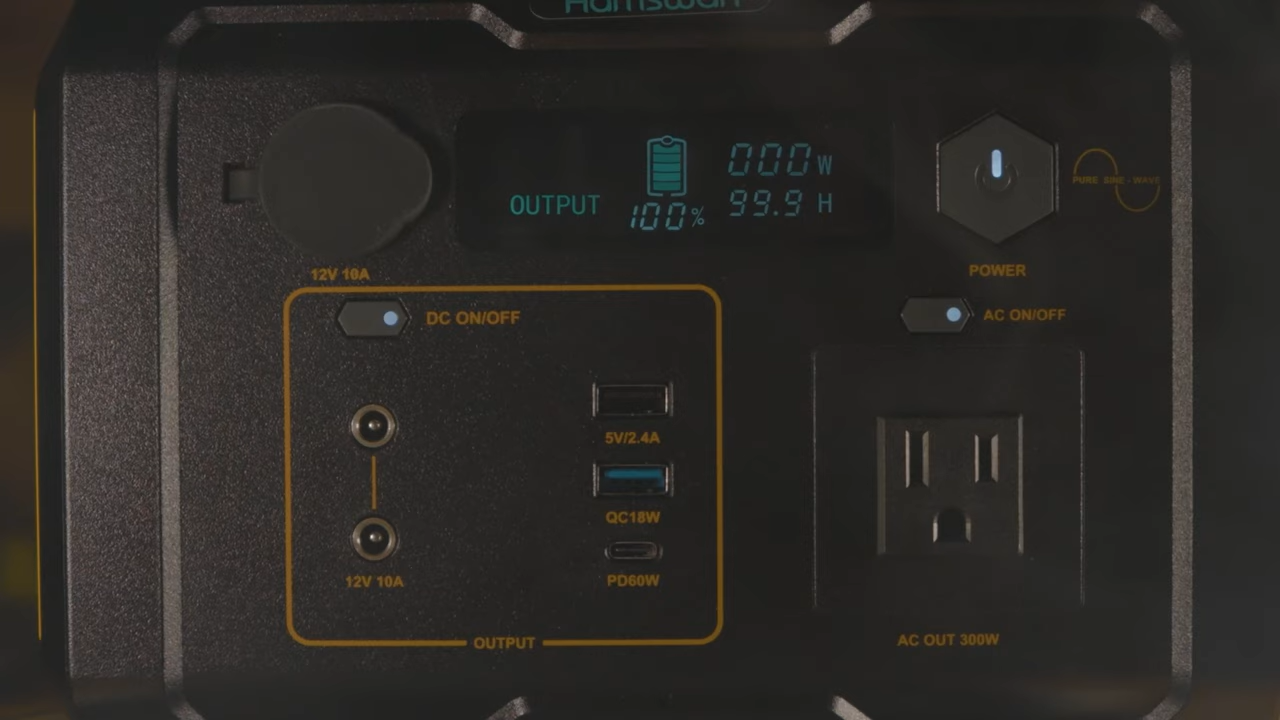 Hamswan
000W
OUTPUT 100% 99.9 H
PURE SINE-WAVE
12V 10A
POWER
DC ON/OFF
AC ON/OFF
5V/2.4A
QC18W
12V 10A
PD60W
OUTPUT
AC OUT 300W